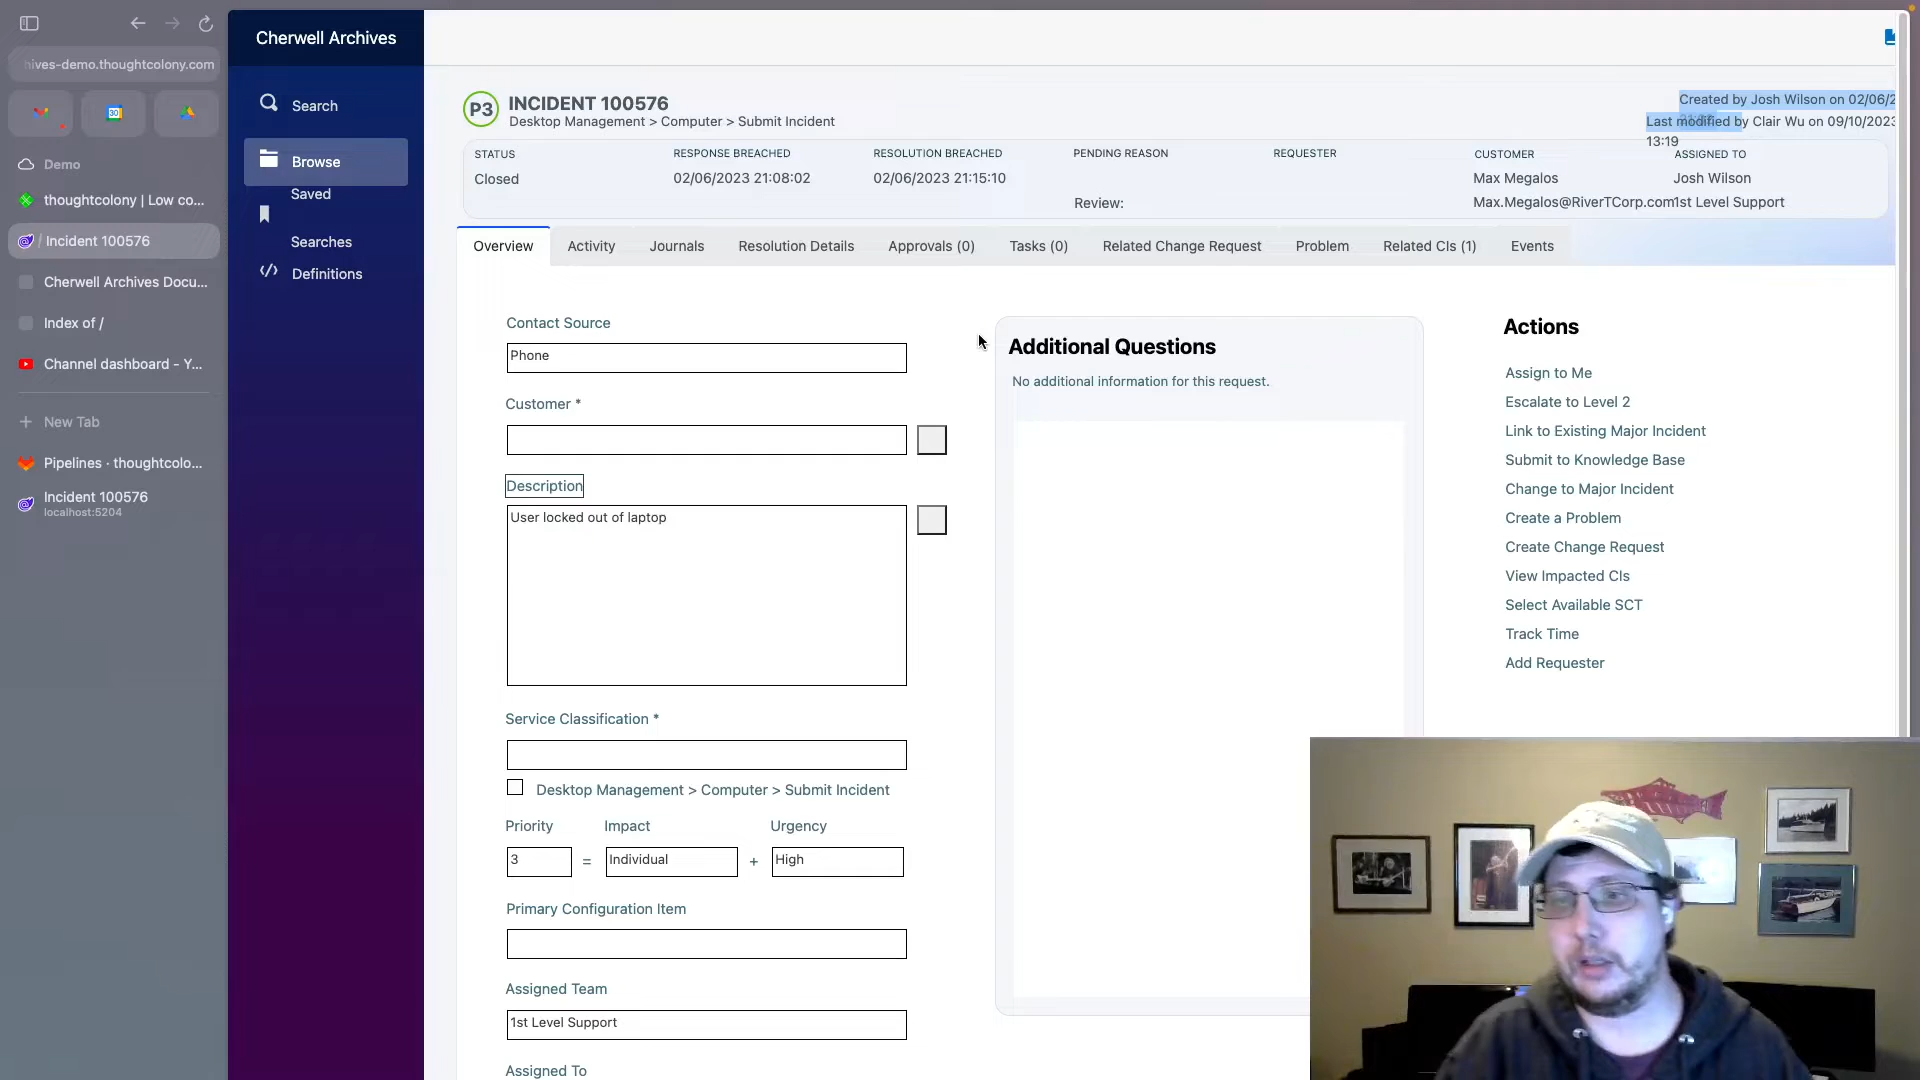 hives-demo.thoughtcolony.com
30
Demo
thoughtcolony | Low co...
/ Incident 100576
Cherwell Archives Docu...
Index of /
Channel dashboard - Y...
+ New Tab
Pipelines · thoughtcolo...
Incident 100576
localhost:5204
Cherwell Archives
Search
Browse
Saved
Searches
Definitions
P3
INCIDENT 100576
Desktop Management > Computer > Submit Incident
Created by Josh Wilson on 02/06/2
Last modified by Clair Wu on 09/10/2023
13:19
STATUS
Closed
RESPONSE BREACHED
02/06/2023 21:08:02
RESOLUTION BREACHED
02/06/2023 21:15:10
PENDING REASON
Review:
REQUESTER
CUSTOMER
Max Megalos
Max.Megalos@RiverTCorp.com
ASSIGNED TO
Josh Wilson
1st Level Support
Overview
Activity
Journals
Resolution Details
Approvals (0)
Tasks (0)
Related Change Request
Problem
Related CIs (1)
Events
Contact Source
Phone
Customer *
Description
User locked out of laptop
Service Classification *
Desktop Management > Computer > Submit Incident
Priority
Impact
Urgency
3
=
Individual
+
High
Primary Configuration Item
Assigned Team
1st Level Support
Assigned To
Additional Questions
No additional information for this request.
Actions
Assign to Me
Escalate to Level 2
Link to Existing Major Incident
Submit to Knowledge Base
Change to Major Incident
Create a Problem
Create Change Request
View Impacted CIs
Select Available SCT
Track Time
Add Requester